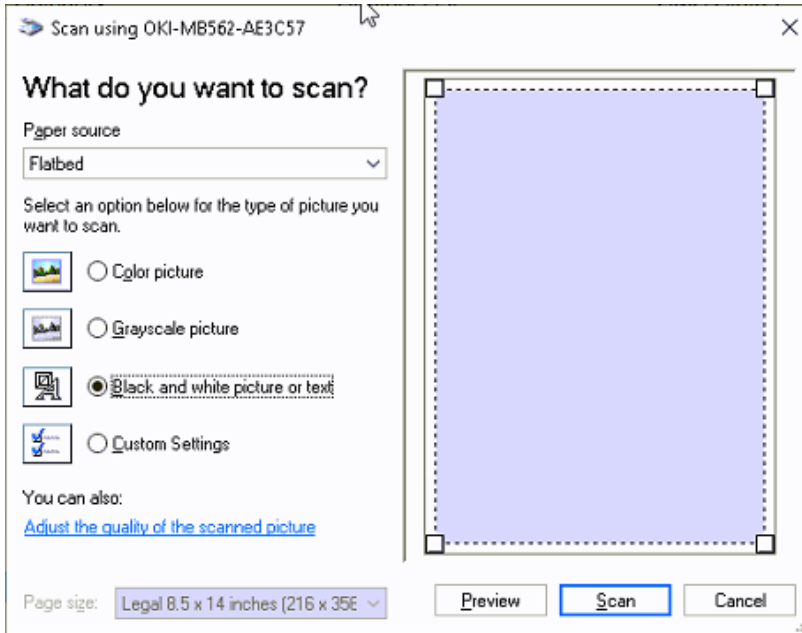 Scan using OKI-MB562-AE3C57
What do you want to scan?
Paper source
Flatbed
Select an option below for the type of picture you
want to scan.
Color picture
Grayscale picture
Black and white picture or text
Custom Settings
You can also:
Adjust the quality of the scanned picture
Page size: Legal 8.5 x 14 inches (216 x 356
Preview Scan Cancel